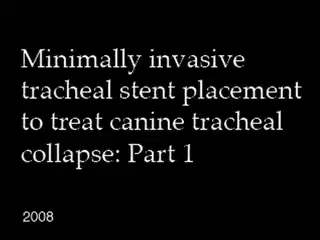 Minimally invasive
tracheal stent placement
to treat canine tracheal
collapse: Part 1
2008